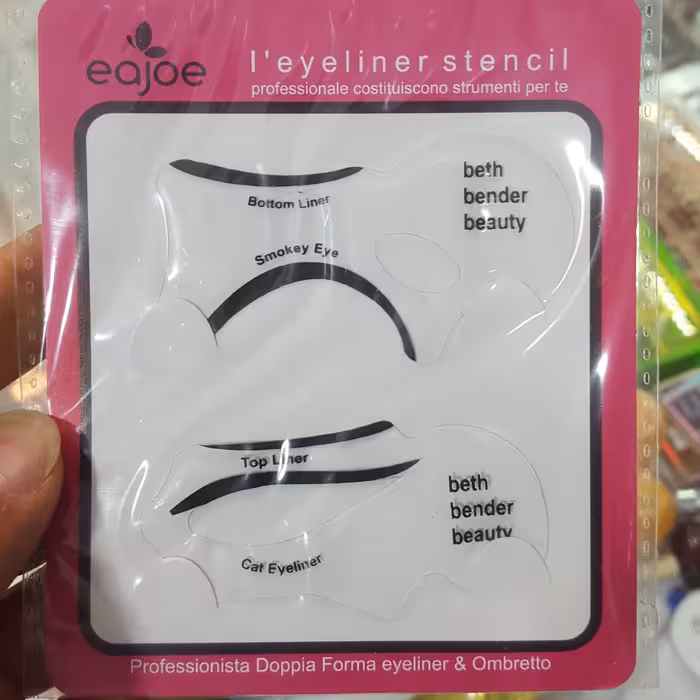 eajoe
l'eyeliner stencil
professionale costituiscono strumenti per te
Bottom Liner
beth
bender
beauty
Smokey Eye
Top Liner
beth
bender
beauty
Cat Eyeliner
Professionista Doppia Forma eyeliner & Ombretto